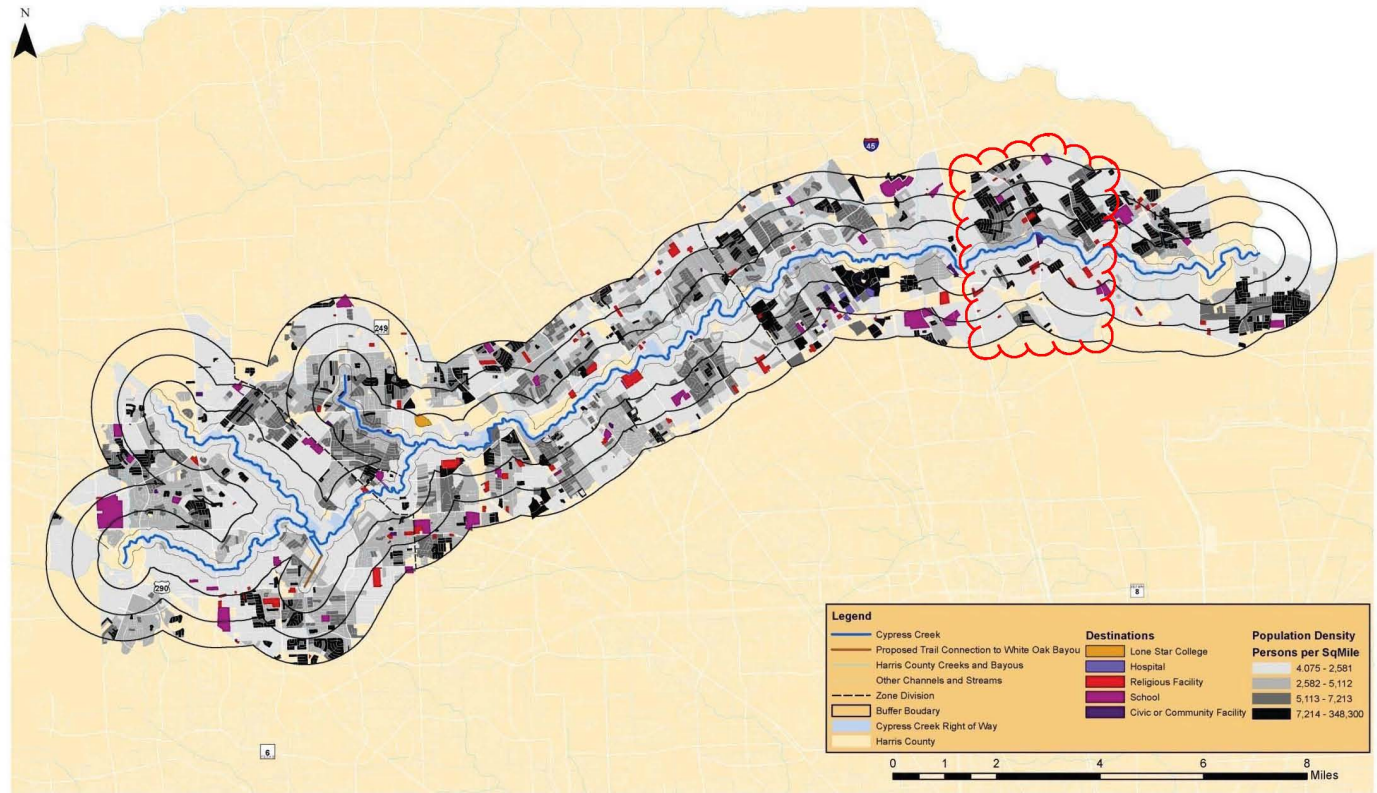 N
45
249
290
8
6
Legend
Cypress Creek
Proposed Trail Connection to White Oak Bayou
Harris County Creeks and Bayous
Other Channels and Streams
Zone Division
Buffer Boudary
Cypress Creek Right of Way
Harris County
Destinations
Lone Star College
Hospital
Religious Facility
School
Civic or Community Facility
Population Density
Persons per SqMile
4.075 - 2,581
2,582 - 5,112
5,113 - 7,213
7,214 - 348,300
0 1 2 4 6 8
Miles